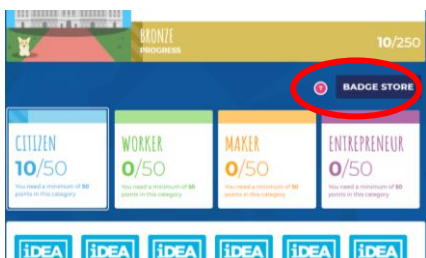 BRONZE
PROGRESS
10/250
?
BADGE STORE
CITIZEN
10/50
You need a minimum of 50
points in this category
WORKER
0/50
You need a minimum of 50
points in this category
MAKER
0/50
You need a minimum of 50
points in this category
ENTREPRENEUR
0/50
You need a minimum of 50
points in this category
iDEA iDEA iDEA iDEA iDEA iDEA